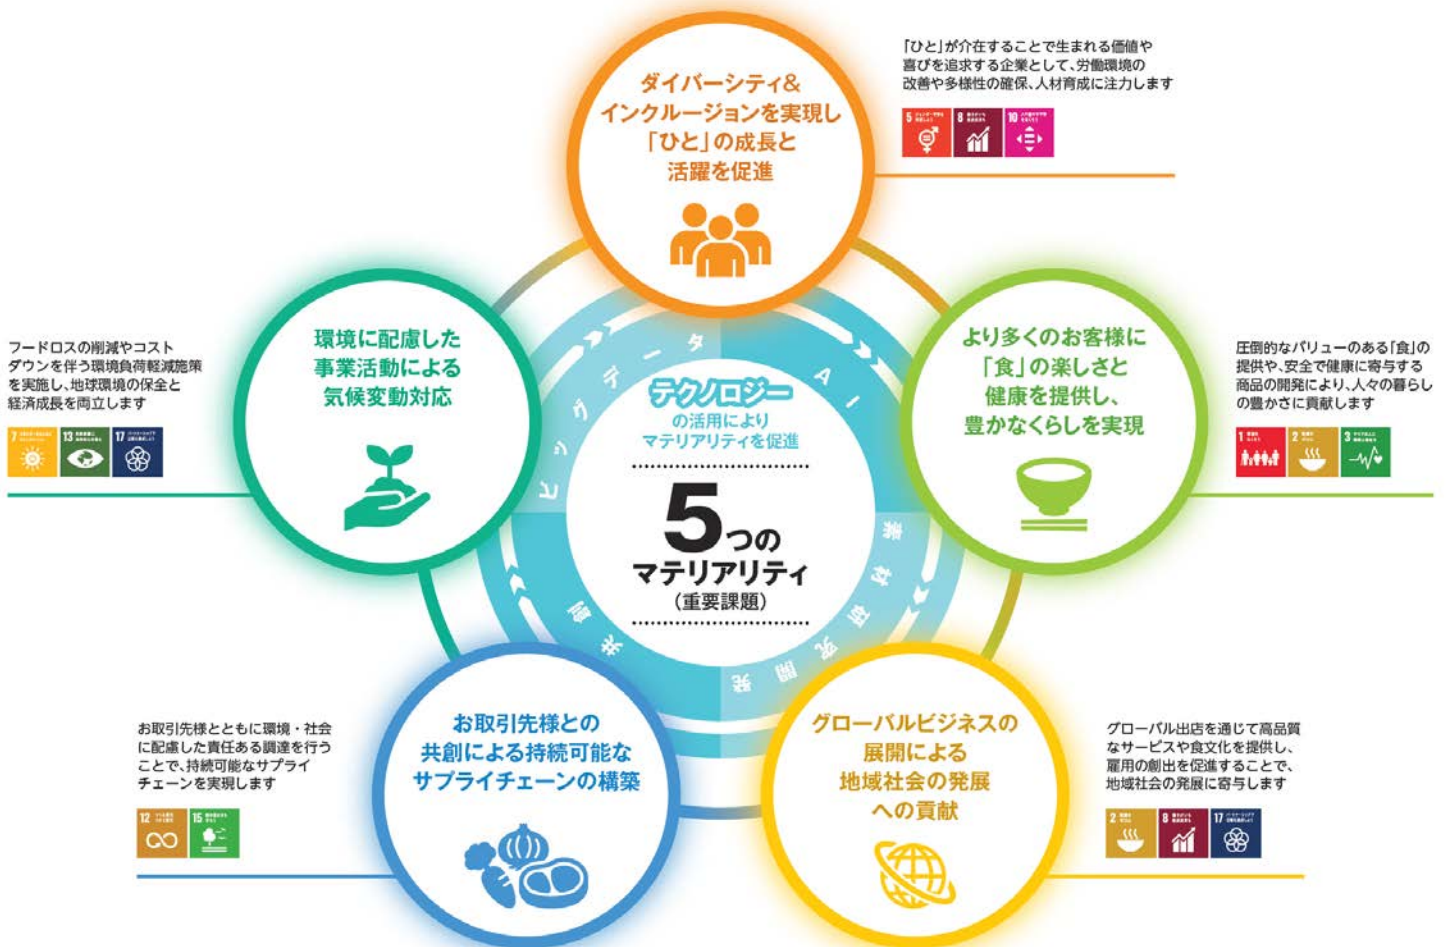 ダイバーシティ&
インクルージョンを実現し
「ひと」の成長と
活躍を促進
「ひと」が介在することで生まれる価値や
喜びを追求する企業として、労働環境の
改善や多様性の確保、人材育成に注力します
5
8
10
環境に配慮した
事業活動による
気候変動対応
フードロスの削減やコスト
ダウンを伴う環境負荷軽減施策
を実施し、地球環境の保全と
経済成長を両立します
7
13
17
より多くのお客様に
「食」の楽しさと
健康を提供し、
豊かなくらしを実現
圧倒的なバリューのある「食」の
提供や、安全で健康に寄与する
商品の開発により、人々の暮らし
の豊かさに貢献します
1
2
3
ビッグデータ
AI
素材研究開発
共創
テクノロジー
の活用により
マテリアリティを促進
5つの
マテリアリティ
(重要課題)
お取引先様との
共創による持続可能な
サプライチェーンの構築
お取引先様とともに環境・社会
に配慮した責任ある調達を行う
ことで、持続可能なサプライ
チェーンを実現します
12
15
グローバルビジネスの
展開による
地域社会の発展
への貢献
グローバル出店を通じて高品質
なサービスや食文化を提供し、
雇用の創出を促進することで、
地域社会の発展に寄与します
2
8
17